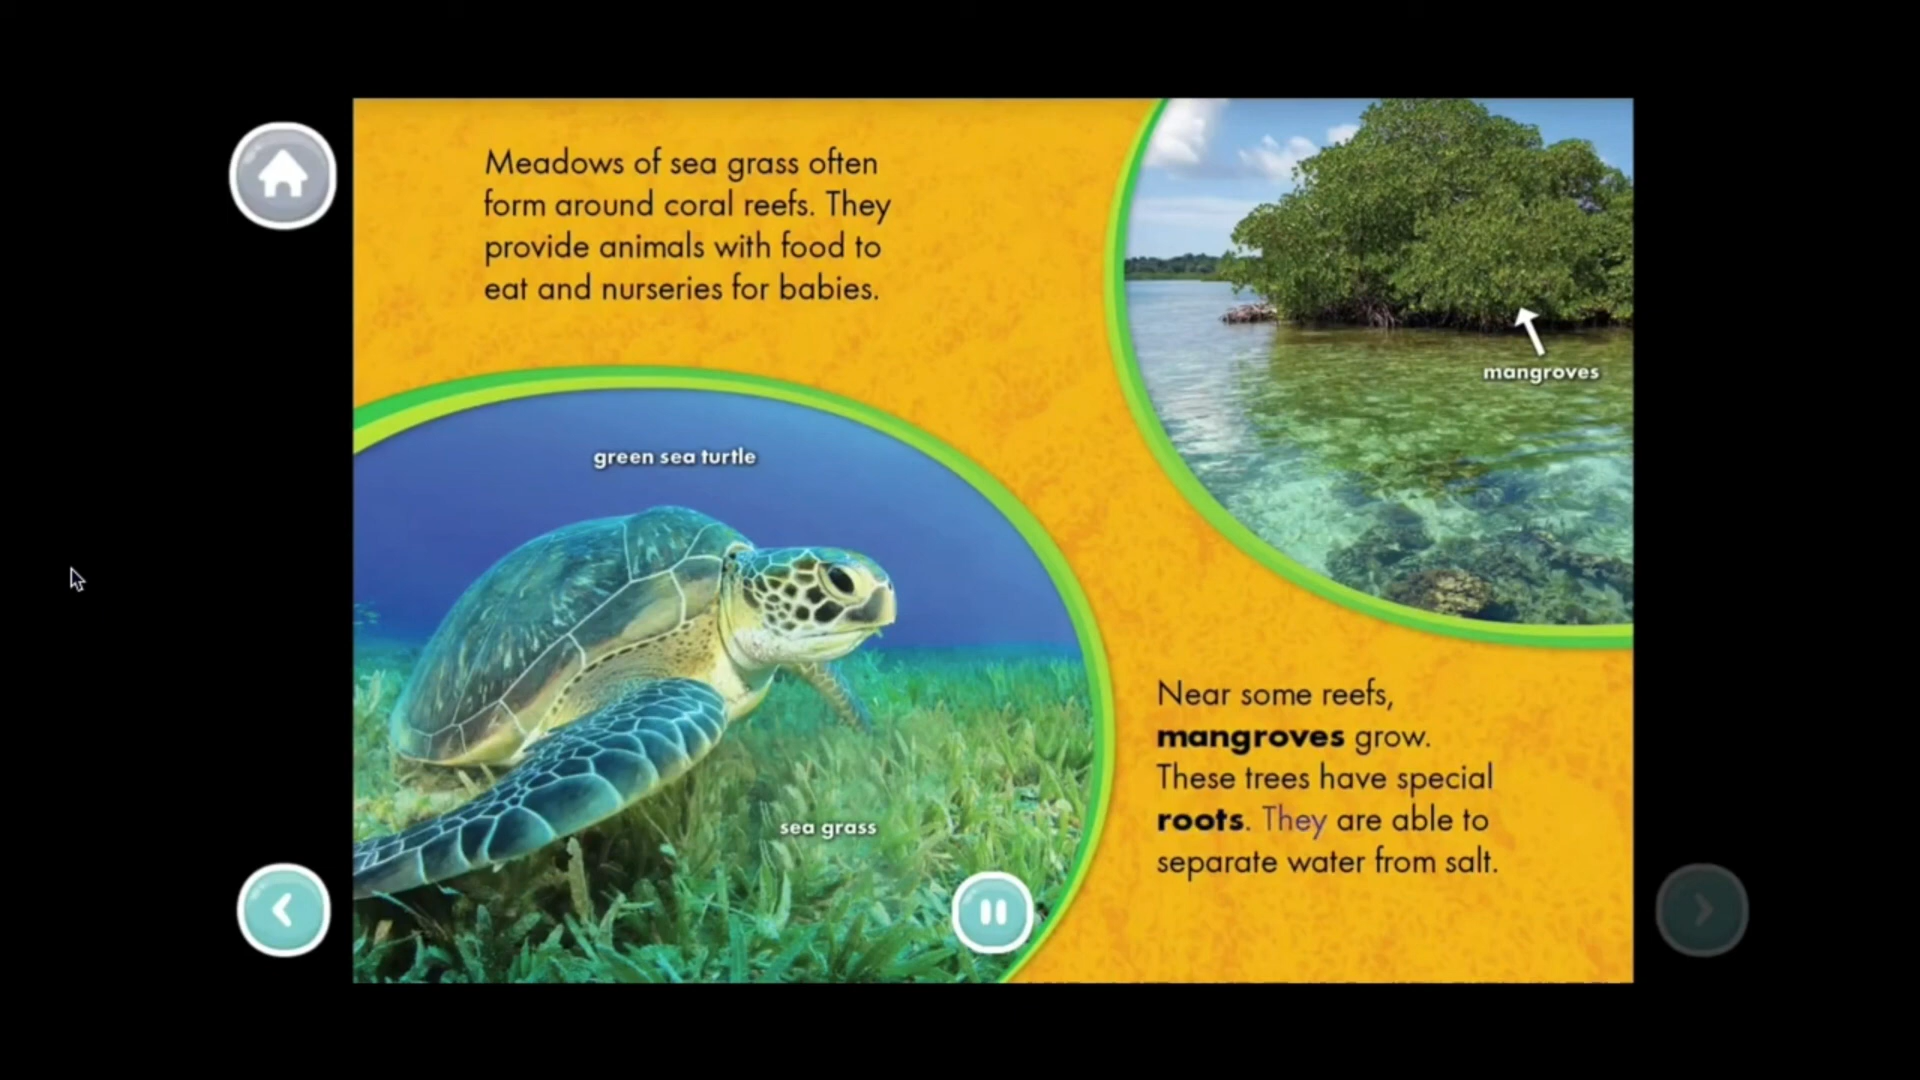 Meadows of sea grass often
form around coral reefs. They
provide animals with food to
eat and nurseries for babies.
green sea turtle
sea grass
mangroves
Near some reefs,
mangroves grow.
These trees have special
roots. They are able to
separate water from salt.